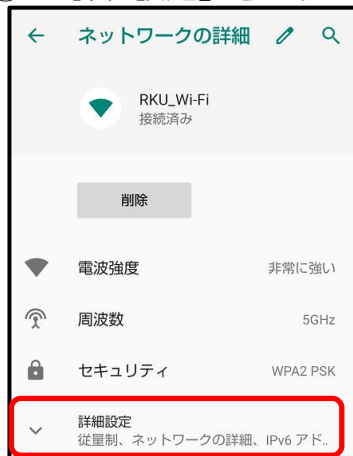 ネットワークの詳細
RKU_Wi-Fi
接続済み
削除
電波強度 非常に強い
周波数 5GHz
セキュリティ WPA2 PSK
詳細設定
従量制、ネットワークの詳細、IPv6 アド..